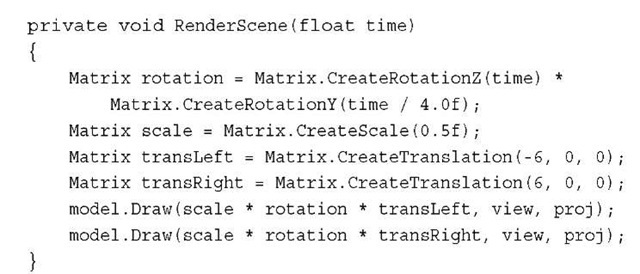 private void RenderScene(float time)
{
    Matrix rotation = Matrix.CreateRotationZ(time) *
        Matrix.CreateRotationY(time / 4.0f);
    Matrix scale = Matrix.CreateScale(0.5f);
    Matrix transLeft = Matrix.CreateTranslation(-6, 0, 0);
    Matrix transRight = Matrix.CreateTranslation(6, 0, 0);
    model.Draw(scale * rotation * transLeft, view, proj);
    model.Draw(scale * rotation * transRight, view, proj);
}